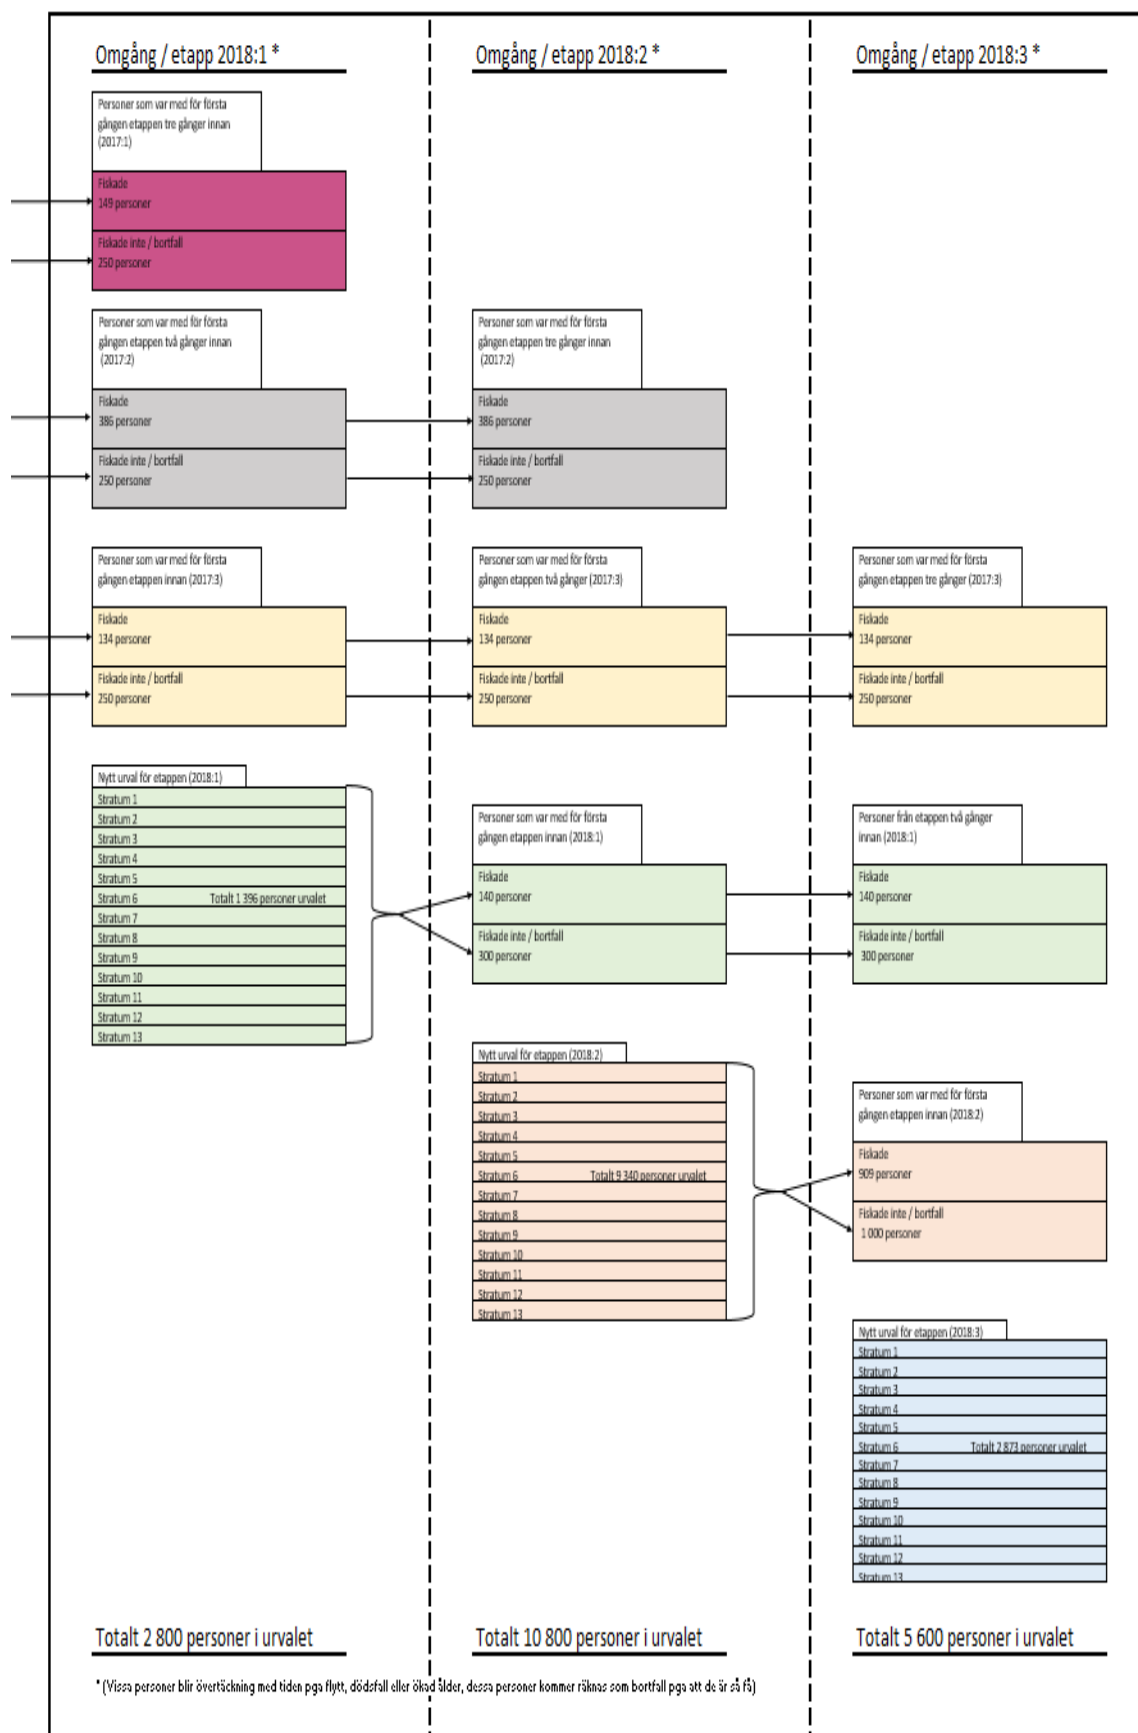 Omgång / etapp 2018:1 *
Personer som var med för första
gången etappen tre gånger innan
(2017:1)
Fiskade
149 personer
Fiskade inte / bortfall
250 personer
Personer som var med för första
gången etappen två gånger innan
(2017:2)
Fiskade
386 personer
Fiskade inte / bortfall
250 personer
Personer som var med för första
gången etappen innan (2017:3)
Fiskade
134 personer
Fiskade inte / bortfall
250 personer
Nytt urval för etappen (2018:1)
Stratum 1
Stratum 2
Stratum 3
Stratum 4
Stratum 5
Stratum 6 Totalt 1 396 personer urvalet
Stratum 7
Stratum 8
Stratum 9
Stratum 10
Stratum 11
Stratum 12
Stratum 13
Totalt 2 800 personer i urvalet
Omgång / etapp 2018:2 *
Personer som var med för första
gången etappen tre gånger innan
(2017:2)
Fiskade
386 personer
Fiskade inte / bortfall
250 personer
Personer som var med för första
gången etappen två gånger (2017:3)
Fiskade
134 personer
Fiskade inte / bortfall
250 personer
Personer som var med för första
gången etappen innan (2018:1)
Fiskade
140 personer
Fiskade inte / bortfall
300 personer
Nytt urval för etappen (2018:2)
Stratum 1
Stratum 2
Stratum 3
Stratum 4
Stratum 5
Stratum 6 Totalt 9 340 personer urvalet
Stratum 7
Stratum 8
Stratum 9
Stratum 10
Stratum 11
Stratum 12
Stratum 13
Totalt 10 800 personer i urvalet
Omgång / etapp 2018:3 *
Personer som var med för första
gången etappen tre gånger (2017:3)
Fiskade
134 personer
Fiskade inte / bortfall
250 personer
Personer från etappen två gånger
innan (2018:1)
Fiskade
140 personer
Fiskade inte / bortfall
300 personer
Personer som var med för första
gången etappen innan (2018:2)
Fiskade
909 personer
Fiskade inte / bortfall
1 000 personer
Nytt urval för etappen (2018:3)
Stratum 1
Stratum 2
Stratum 3
Stratum 4
Stratum 5
Stratum 6 Totalt 2 873 personer urvalet
Stratum 7
Stratum 8
Stratum 9
Stratum 10
Stratum 11
Stratum 12
Stratum 13
Totalt 5 600 personer i urvalet
* (Vissa personer blir övertäckning med tiden pga flytt, dödsfall eller ökad ålder, dessa personer kommer räknas som bortfall pga att de är så få)